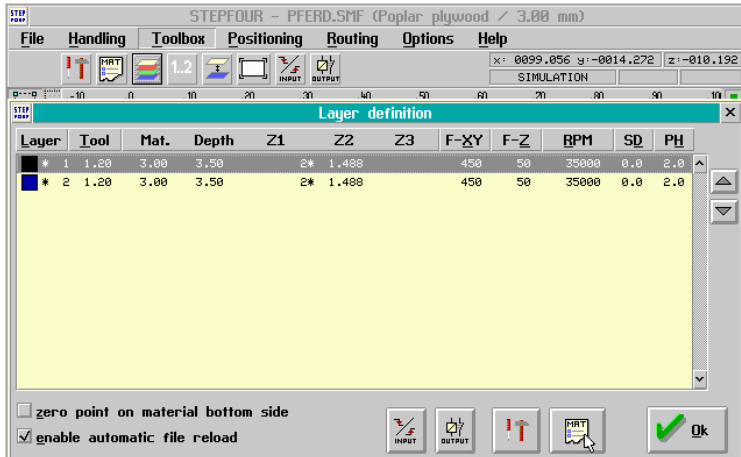 STEP FOUR
STEPFOUR - PFERD.SMF (Poplar plywood / 3.00 mm)
File Handling Toolbox Positioning Routing Options Help
MAT 1..2 INPUT OUTPUT
x: 0099.056 y:-0014.272 z:-010.192
SIMULATION
-10 0 10 20 30 40 50 60 70 80 90 10
STEP FOUR
Layer definition
Layer Tool Mat. Depth Z1 Z2 Z3 F-XY F-Z RPM SD PH
* 1 1.20 3.00 3.50 2* 1.488 450 50 35000 0.0 2.0
* 2 1.20 3.00 3.50 2* 1.488 450 50 35000 0.0 2.0
zero point on material bottom side
enable automatic file reload
INPUT OUTPUT MAT Ok